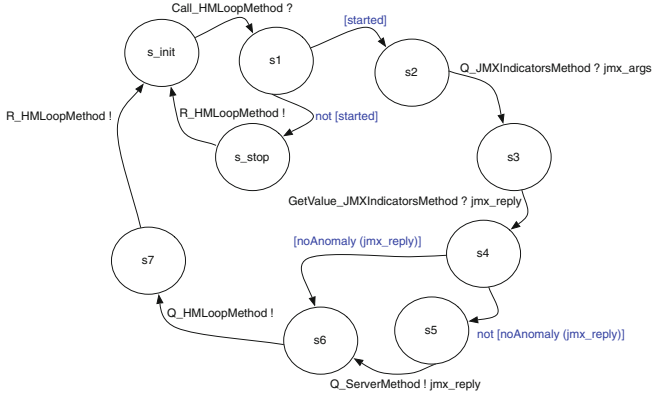 Call_HMLoopMethod ?
[started]
s_init
s1
s2
Q_JMXIndicatorsMethod ? jmx_args
R_HMLoopMethod !
R_HMLoopMethod !
not [started]
s_stop
s3
GetValue_JMXIndicatorsMethod ? jmx_reply
[noAnomaly (jmx_reply)]
s4
s7
Q_HMLoopMethod !
s6
s5
not [noAnomaly (jmx_reply)]
Q_ServerMethod ! jmx_reply